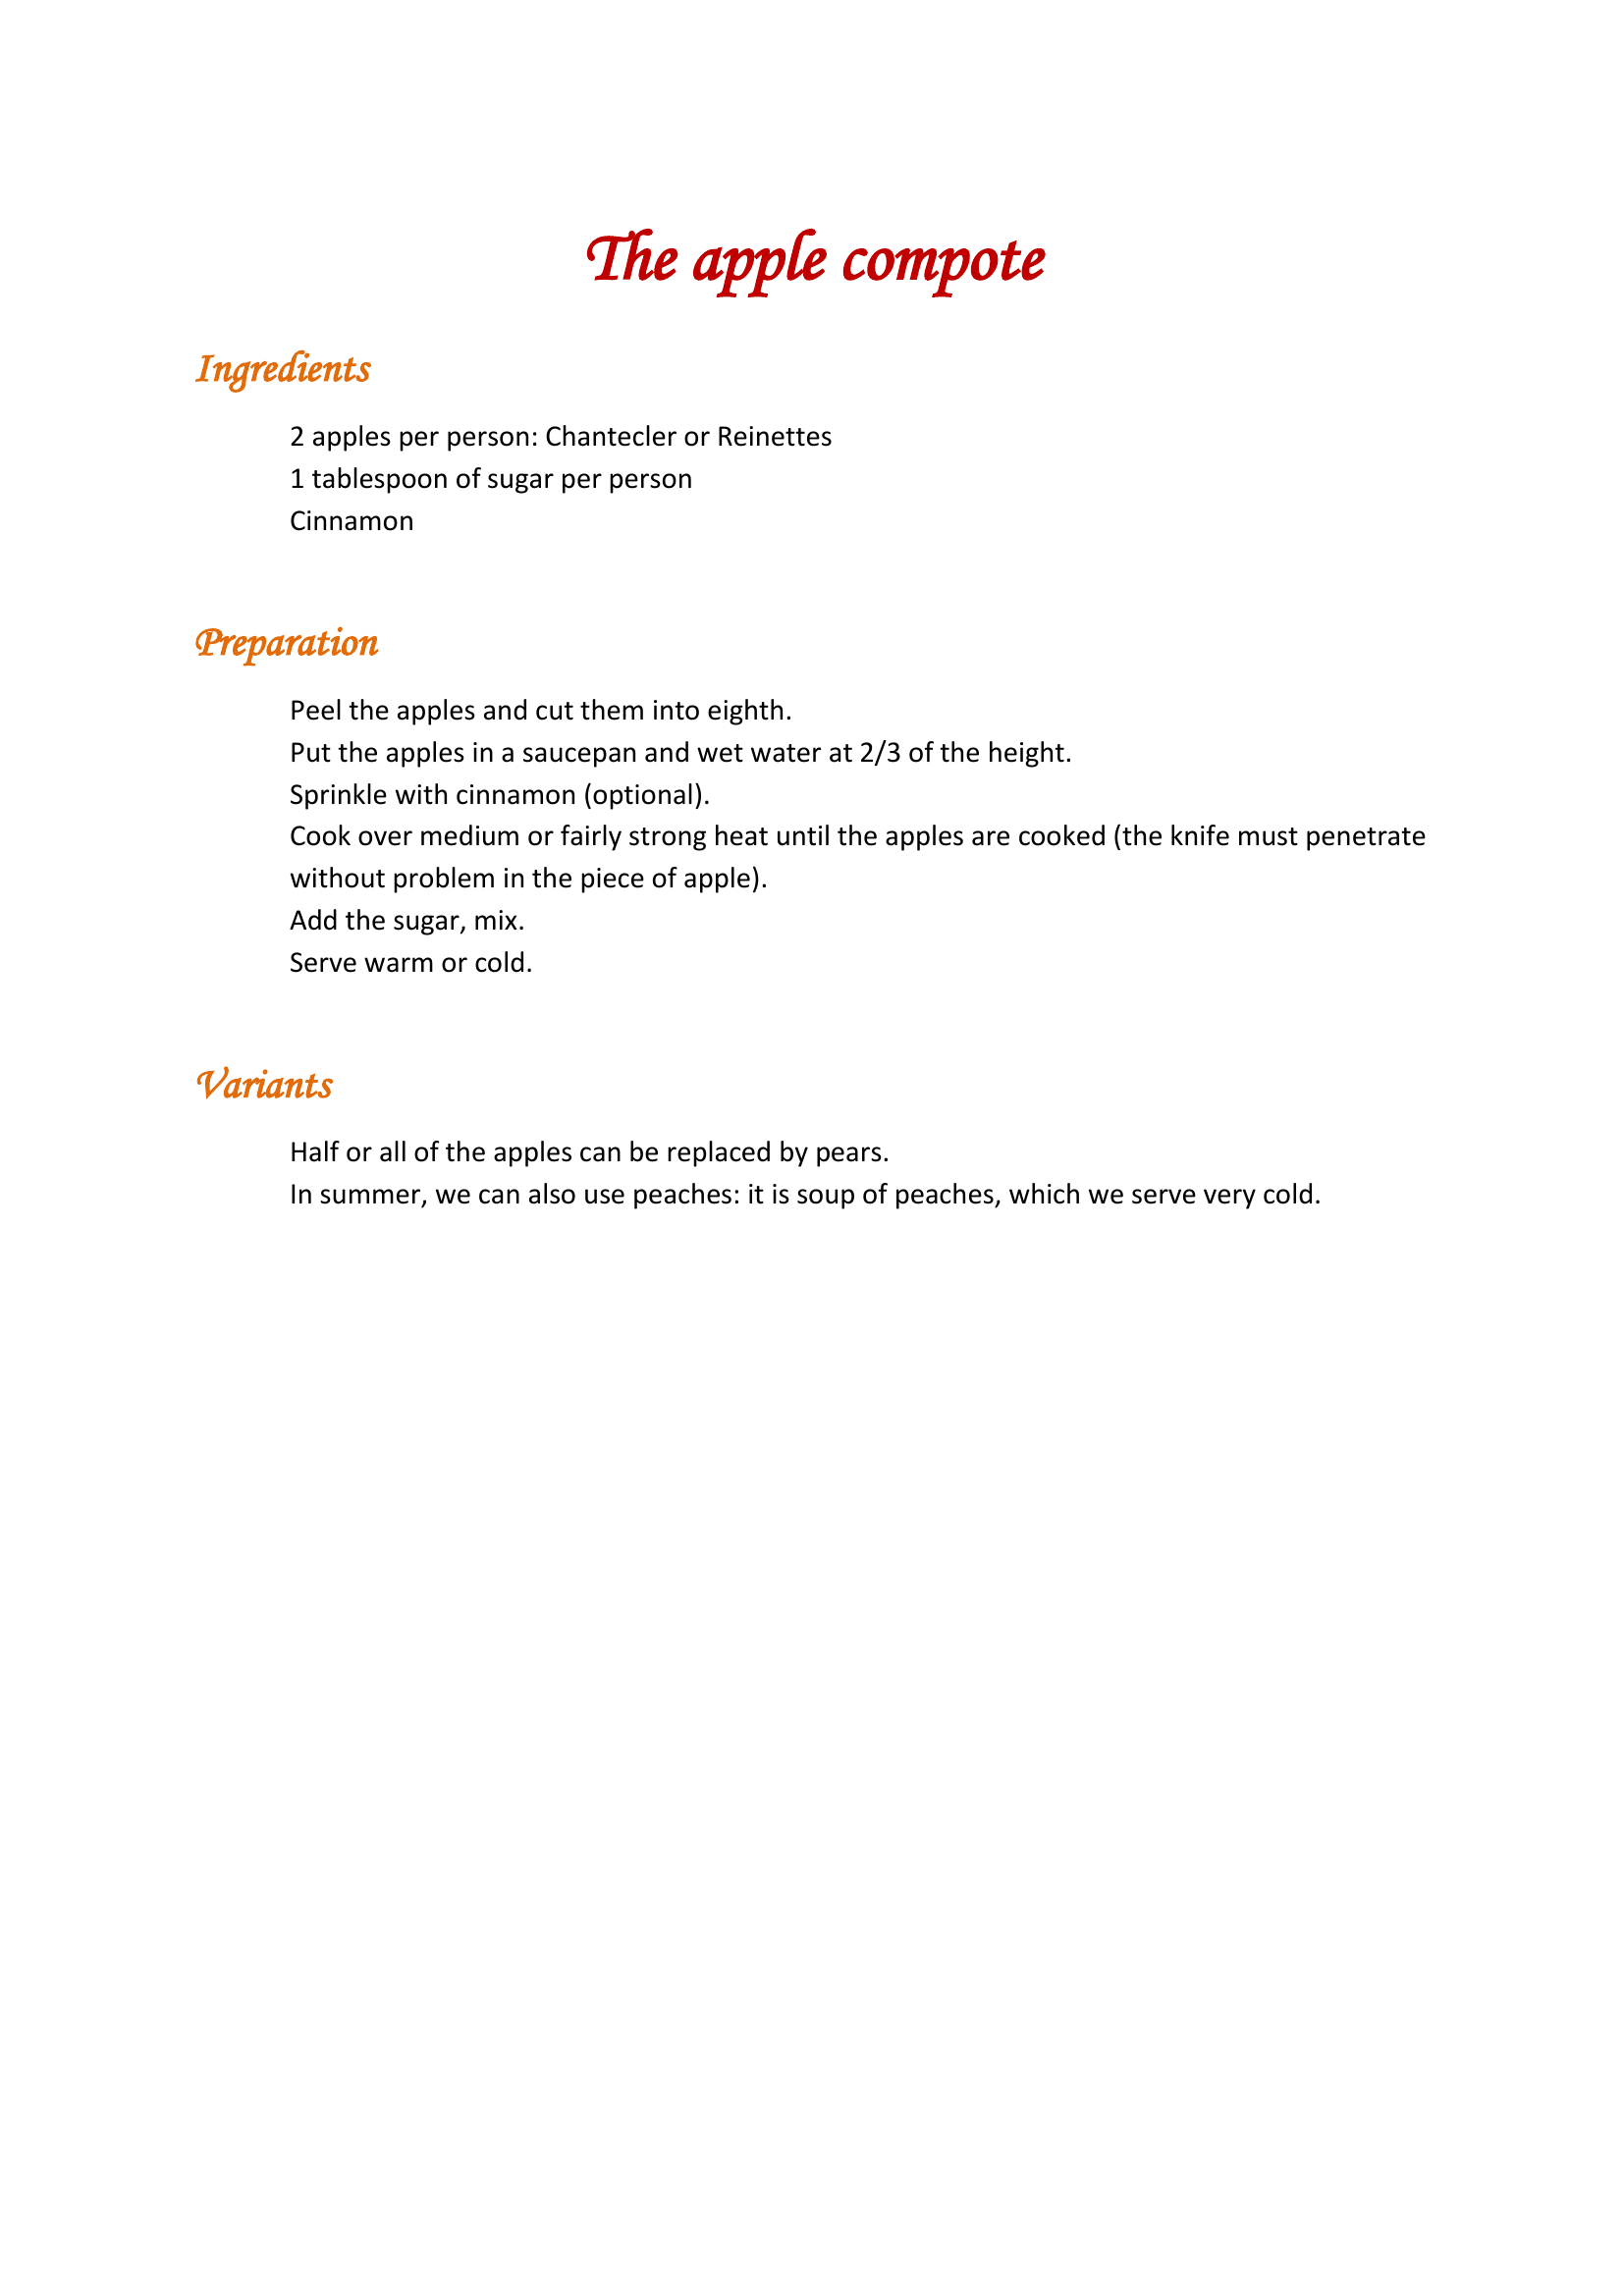 The apple compote
Ingredients
2 apples per person: Chantecler or Reinettes
1 tablespoon of sugar per person
Cinnamon
Preparation
Peel the apples and cut them into eighth.
Put the apples in a saucepan and wet water at 2/3 of the height.
Sprinkle with cinnamon (optional).
Cook over medium or fairly strong heat until the apples are cooked (the knife must penetrate
without problem in the piece of apple).
Add the sugar, mix.
Serve warm or cold.
Variants
Half or all of the apples can be replaced by pears.
In summer, we can also use peaches: it is soup of peaches, which we serve very cold.